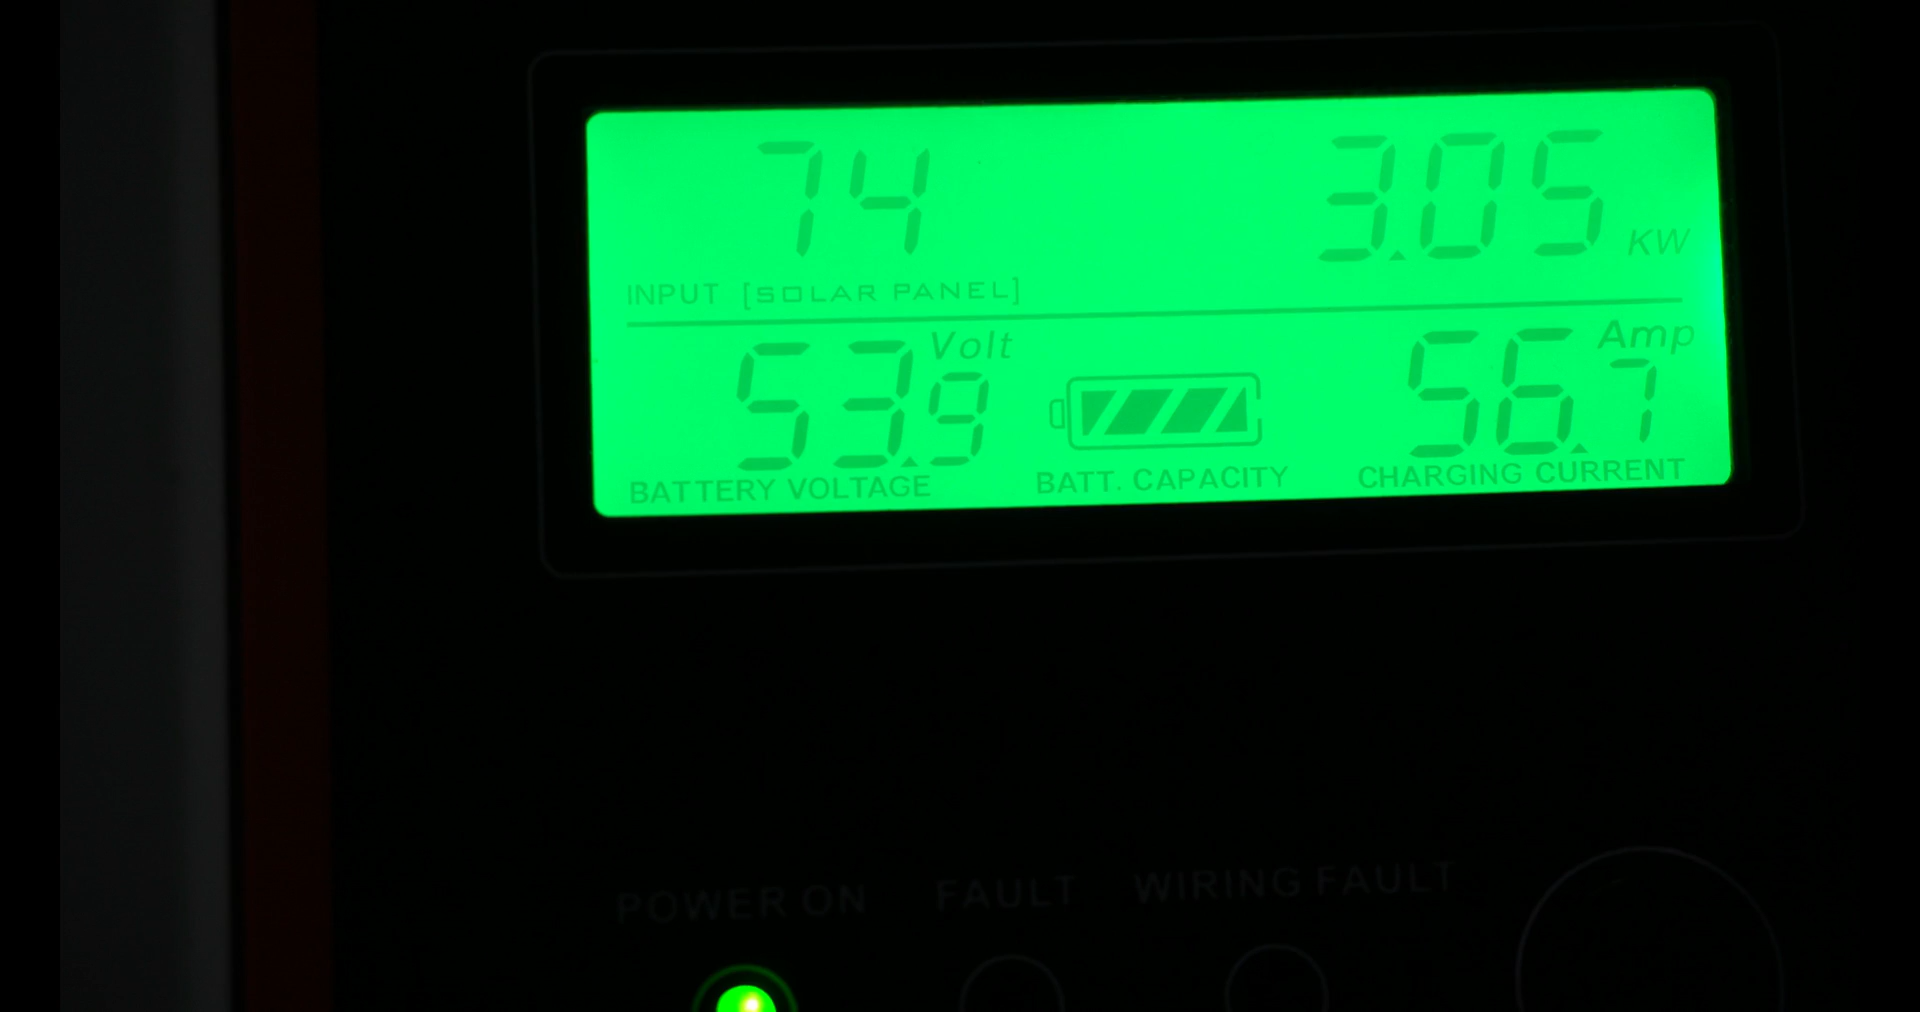 74 3.05 KW
INPUT [SOLAR PANEL]
53.9 Volt 56.7 Amp
BATTERY VOLTAGE BATT. CAPACITY CHARGING CURRENT
POWER ON FAULT WIRING FAULT